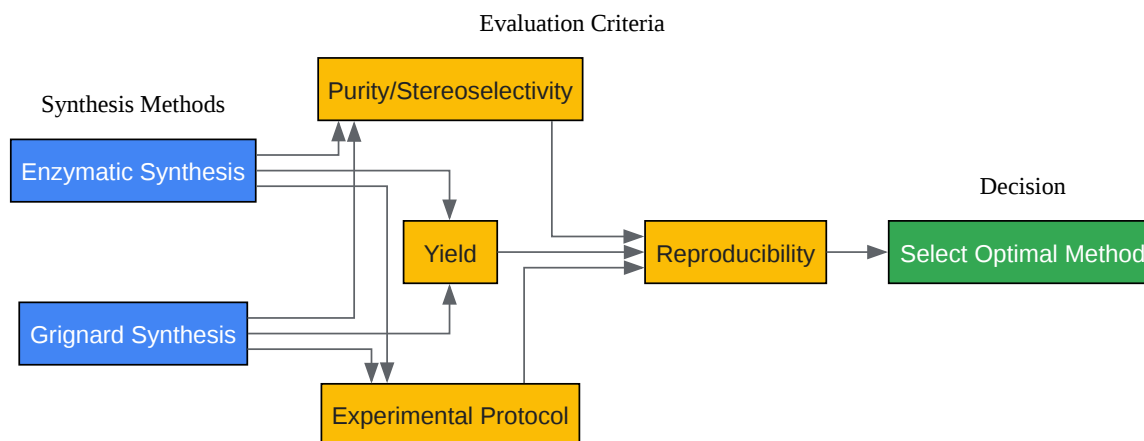 Evaluation Criteria
Purity/Stereoselectivity
Synthesis Methods
Enzymatic Synthesis
Decision
Yield
Reproducibility
Select Optimal Method
Grignard Synthesis
Experimental Protocol